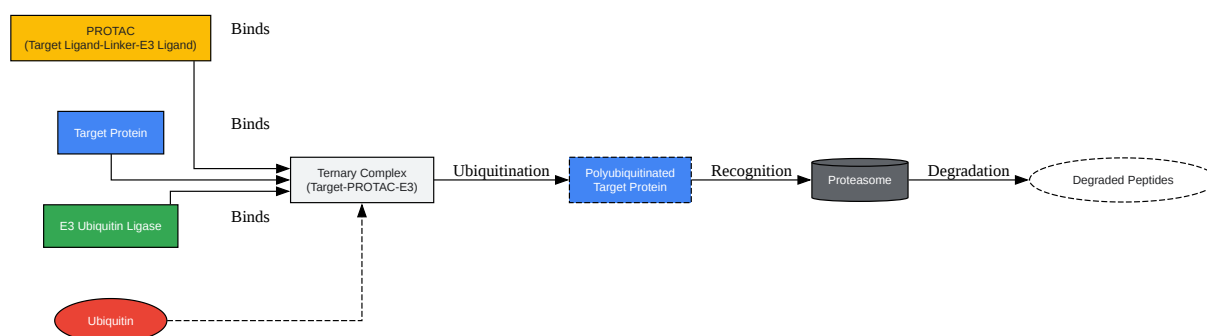 PROTAC
(Target Ligand-Linker-E3 Ligand)
Binds
Target Protein
Binds
E3 Ubiquitin Ligase
Binds
Ubiquitin
Ternary Complex
(Target-PROTAC-E3)
Ubiquitination
Polyubiquitinated
Target Protein
Recognition
Proteasome
Degradation
Degraded Peptides